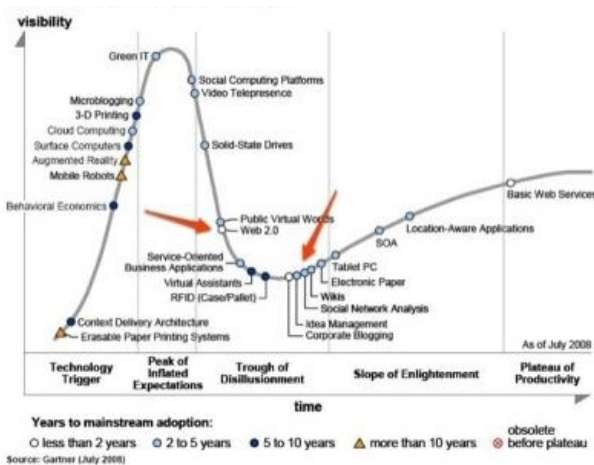 visibility
Green IT
Social Computing Platforms
Video Telepresence
Microblogging
3-D Printing
Cloud Computing
Surface Computers
Augmented Reality
Mobile Robots
Solid-State Drives
Behavioral Economics
Public Virtual Worlds
Web 2.0
Basic Web Services
Location-Aware Applications
SOA
Service-Oriented
Business Applications
Virtual Assistants
RFID (Case/Pallet)
Tablet PC
Electronic Paper
Wikis
Social Network Analysis
Idea Management
Corporate Blogging
Context Delivery Architecture
Erasable Paper Printing Systems
As of July 2008
Technology
Trigger
Peak of
Inflated
Expectations
Trough of
Disillusionment
Slope of Enlightenment
Plateau of
Productivity
time
Years to mainstream adoption:
less than 2 years
2 to 5 years
5 to 10 years
more than 10 years
obsolete
before plateau
Source: Gartner (July 2008)